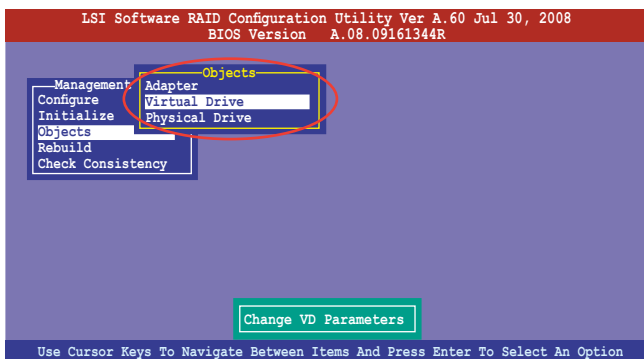 LSI Software RAID Configuration Utility Ver A.60 Jul 30, 2008
BIOS Version A.08.09161344R
Management
Configure
Initialize
Objects
Rebuild
Check Consistency
Objects
Adapter
Virtual Drive
Physical Drive
Change VD Parameters
Use Cursor Keys To Navigate Between Items And Press Enter To Select An Option